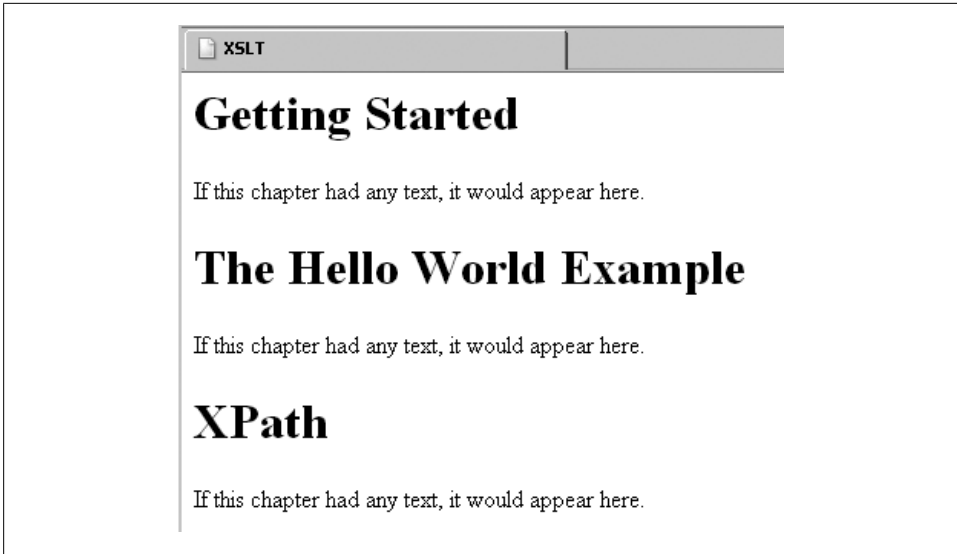 XSLT
Getting Started
If this chapter had any text, it would appear here.
The Hello World Example
If this chapter had any text, it would appear here.
XPath
If this chapter had any text, it would appear here.